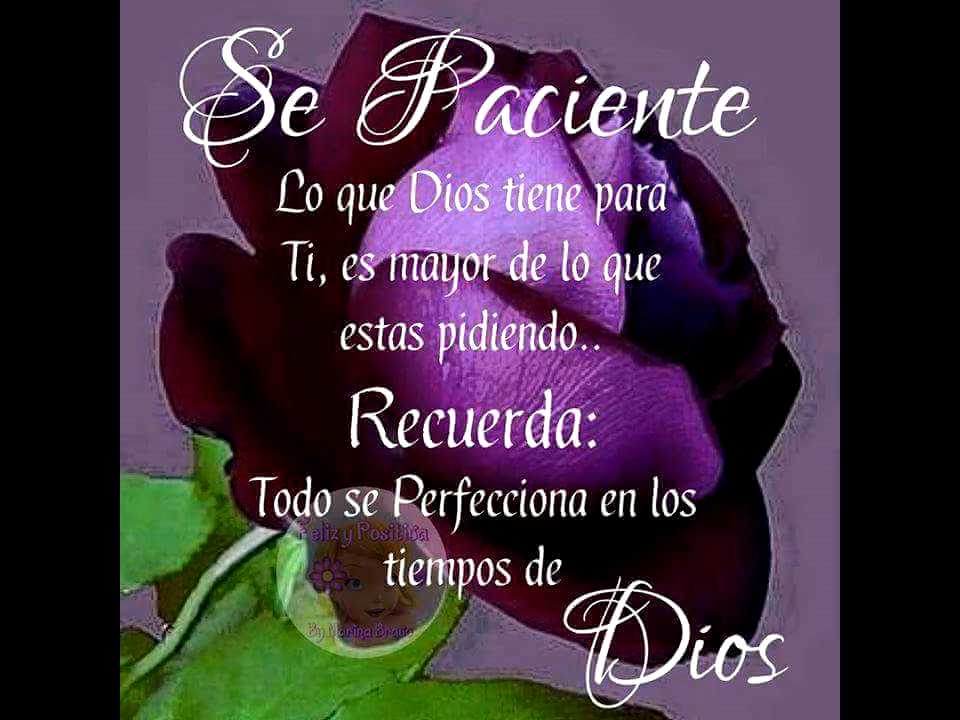 Se Paciente
Lo que Dios tiene para
Ti, es mayor de lo que
estas pidiendo..
Recuerda:
Todo se Perfecciona en los
Feliz y Positiva
tiempos de
By
Dios